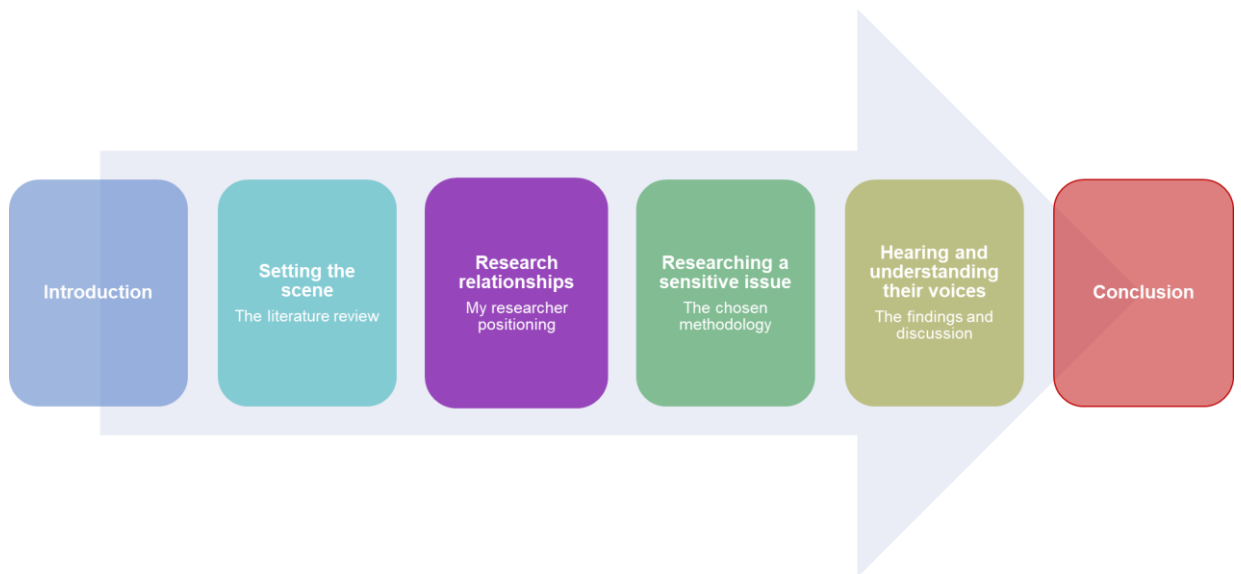 Introduction
Setting the
scene
The literature review
Research
relationships
My researcher
positioning
Researching a
sensitive issue
The chosen
methodology
Hearing and
understanding
their voices
The findings and
discussion
Conclusion